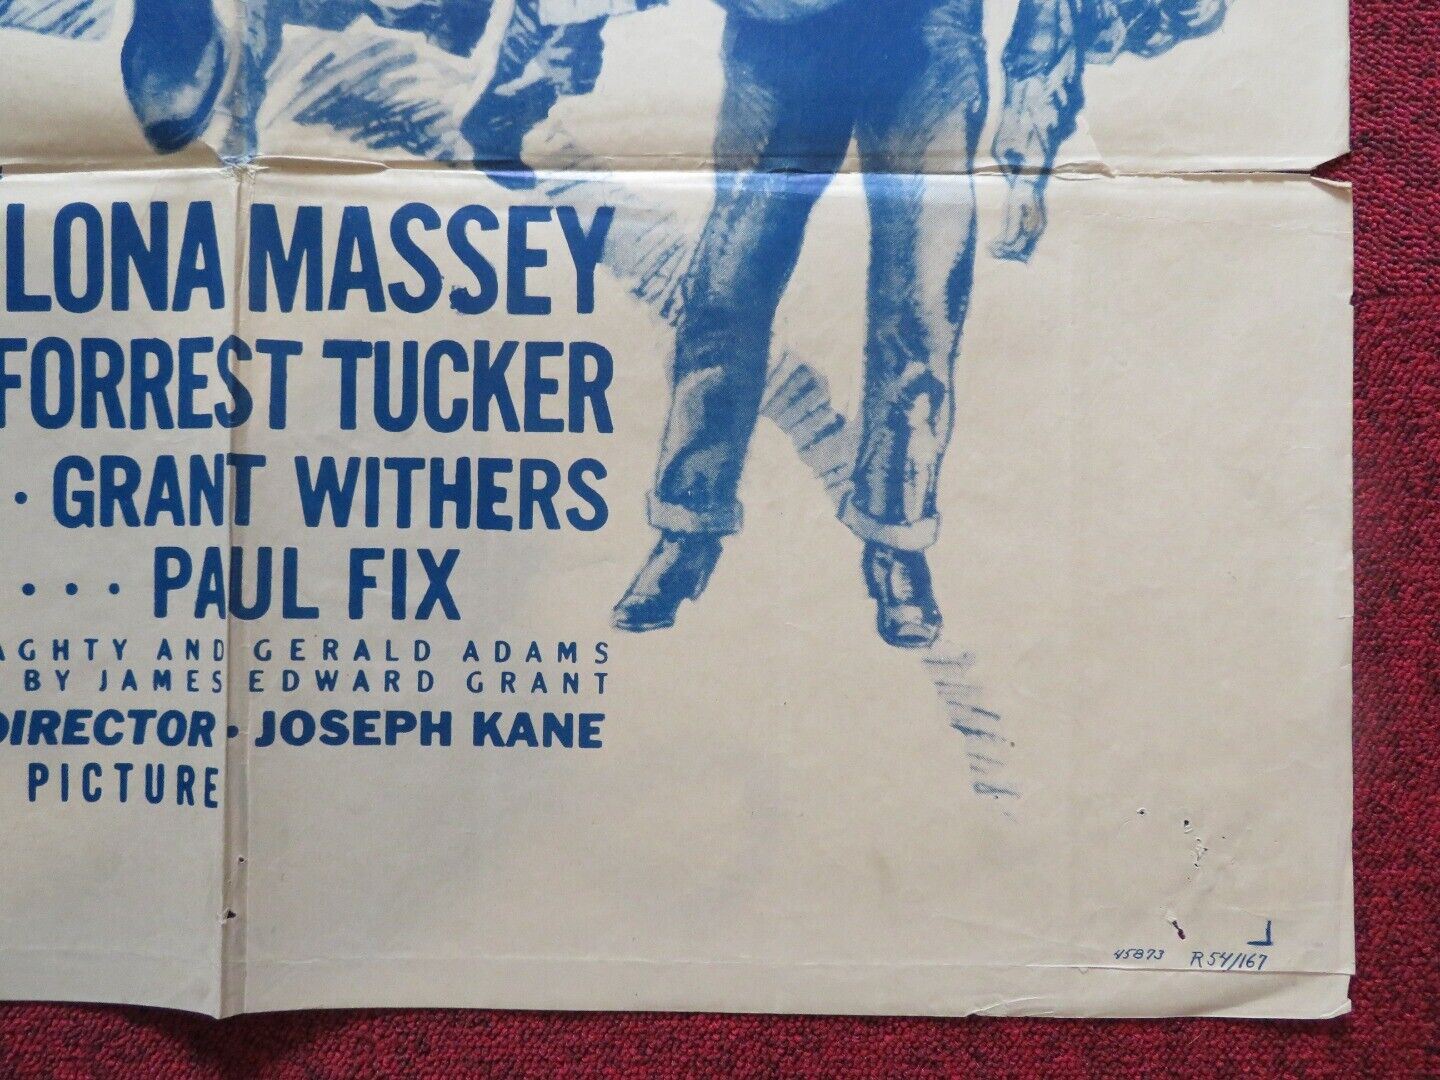 LONA MASSEY
FORREST TUCKER
. GRANT WITHERS
... PAUL FIX
AGHTY AND GERALD ADAMS
BY JAMES EDWARD GRANT
DIRECTOR · JOSEPH KANE
PICTURE
45873 R54/167